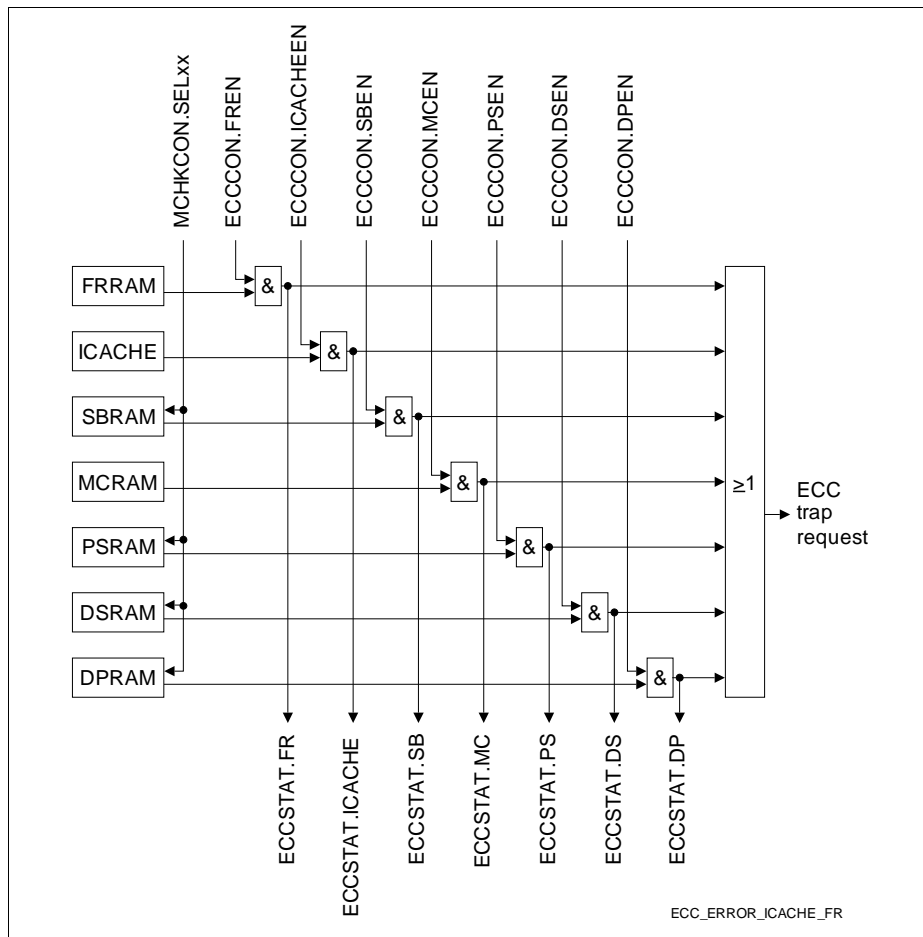 MCHKCON.SELxx
ECCCON.FREN
ECCCON.ICACHEEN
ECCCON.SBEN
ECCCON.MCEN
ECCCON.PSEN
ECCCON.DSEN
ECCCON.DPEN
FRRAM
&
ICACHE
&
SBRAM
&
MCRAM
&
≥1
ECC
trap
request
PSRAM
&
DSRAM
&
DPRAM
&
ECCSTAT.FR
ECCSTAT.ICACHE
ECCSTAT.SB
ECCSTAT.MC
ECCSTAT.PS
ECCSTAT.DS
ECCSTAT.DP
ECC_ERROR_ICACHE_FR